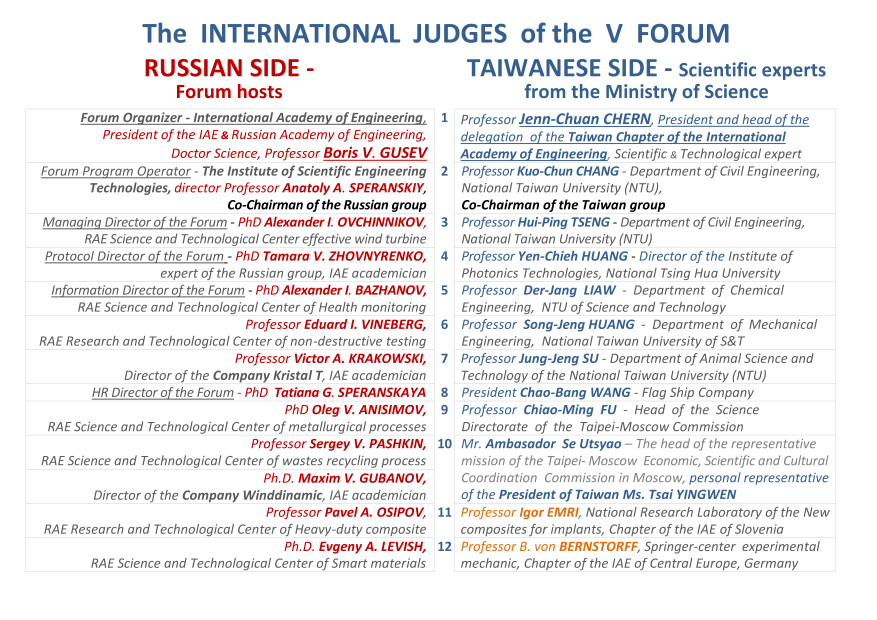 The INTERNATIONAL JUDGES of the V FORUM
RUSSIAN SIDE -
Forum hosts
TAIWANESE SIDE - Scientific experts
from the Ministry of Science
Forum Organizer - International Academy of Engineering,
President of the IAE & Russian Academy of Engineering,
Doctor Science, Professor Boris V. GUSEV
1 Professor Jenn-Chuan CHERN, President and head of the
delegation of the Taiwan Chapter of the International
Academy of Engineering, Scientific & Technological expert
Forum Program Operator - The Institute of Scientific Engineering
Technologies, director Professor Anatoly A. SPERANSKIY,
Co-Chairman of the Russian group
2 Professor Kuo-Chun CHANG - Department of Civil Engineering,
National Taiwan University (NTU),
Co-Chairman of the Taiwan group
Managing Director of the Forum - PhD Alexander I. OVCHINNIKOV,
RAE Science and Technological Center effective wind turbine
3 Professor Hui-Ping TSENG - Department of Civil Engineering,
National Taiwan University (NTU)
Protocol Director of the Forum - PhD Tamara V. ZHOVNYRENKO,
expert of the Russian group, IAE academician
4 Professor Yen-Chieh HUANG - Director of the Institute of
Photonics Technologies, National Tsing Hua University
Information Director of the Forum - PhD Alexander I. BAZHANOV,
RAE Science and Technological Center of Health monitoring
5 Professor Der-Jang LIAW - Department of Chemical
Engineering, NTU of Science and Technology
Professor Eduard I. VINEBERG,
RAE Research and Technological Center of non-destructive testing
6 Professor Song-Jeng HUANG - Department of Mechanical
Engineering, National Taiwan University of S&T
Professor Victor A. KRAKOWSKI,
Director of the Company Kristal T, IAE academician
7 Professor Jung-Jeng SU - Department of Animal Science and
Technology of the National Taiwan University (NTU)
HR Director of the Forum - PhD Tatiana G. SPERANSKAYA
8 President Chao-Bang WANG - Flag Ship Company
PhD Oleg V. ANISIMOV,
RAE Science and Technological Center of metallurgical processes
9 Professor Chiao-Ming FU - Head of the Science
Directorate of the Taipei-Moscow Commission
Professor Sergey V. PASHKIN,
RAE Science and Technological Center of wastes recycling process
Ph.D. Maxim V. GUBANOV,
Director of the Company Winddinamic, IAE academician
10 Mr. Ambasador Se Utsyao – The head of the representative
mission of the Taipei- Moscow Economic, Scientific and Cultural
Coordination Commission in Moscow, personal representative
of the President of Taiwan Ms. Tsai YINGWEN
Professor Pavel A. OSIPOV,
RAE Research and Technological Center of Heavy-duty composite
11 Professor Igor EMRI, National Research Laboratory of the New
composites for implants, Chapter of the IAE of Slovenia
Ph.D. Evgeny A. LEVISH,
RAE Science and Technological Center of Smart materials
12 Professor B. von BERNSTORFF, Springer-center experimental
mechanic, Chapter of the IAE of Central Europe, Germany